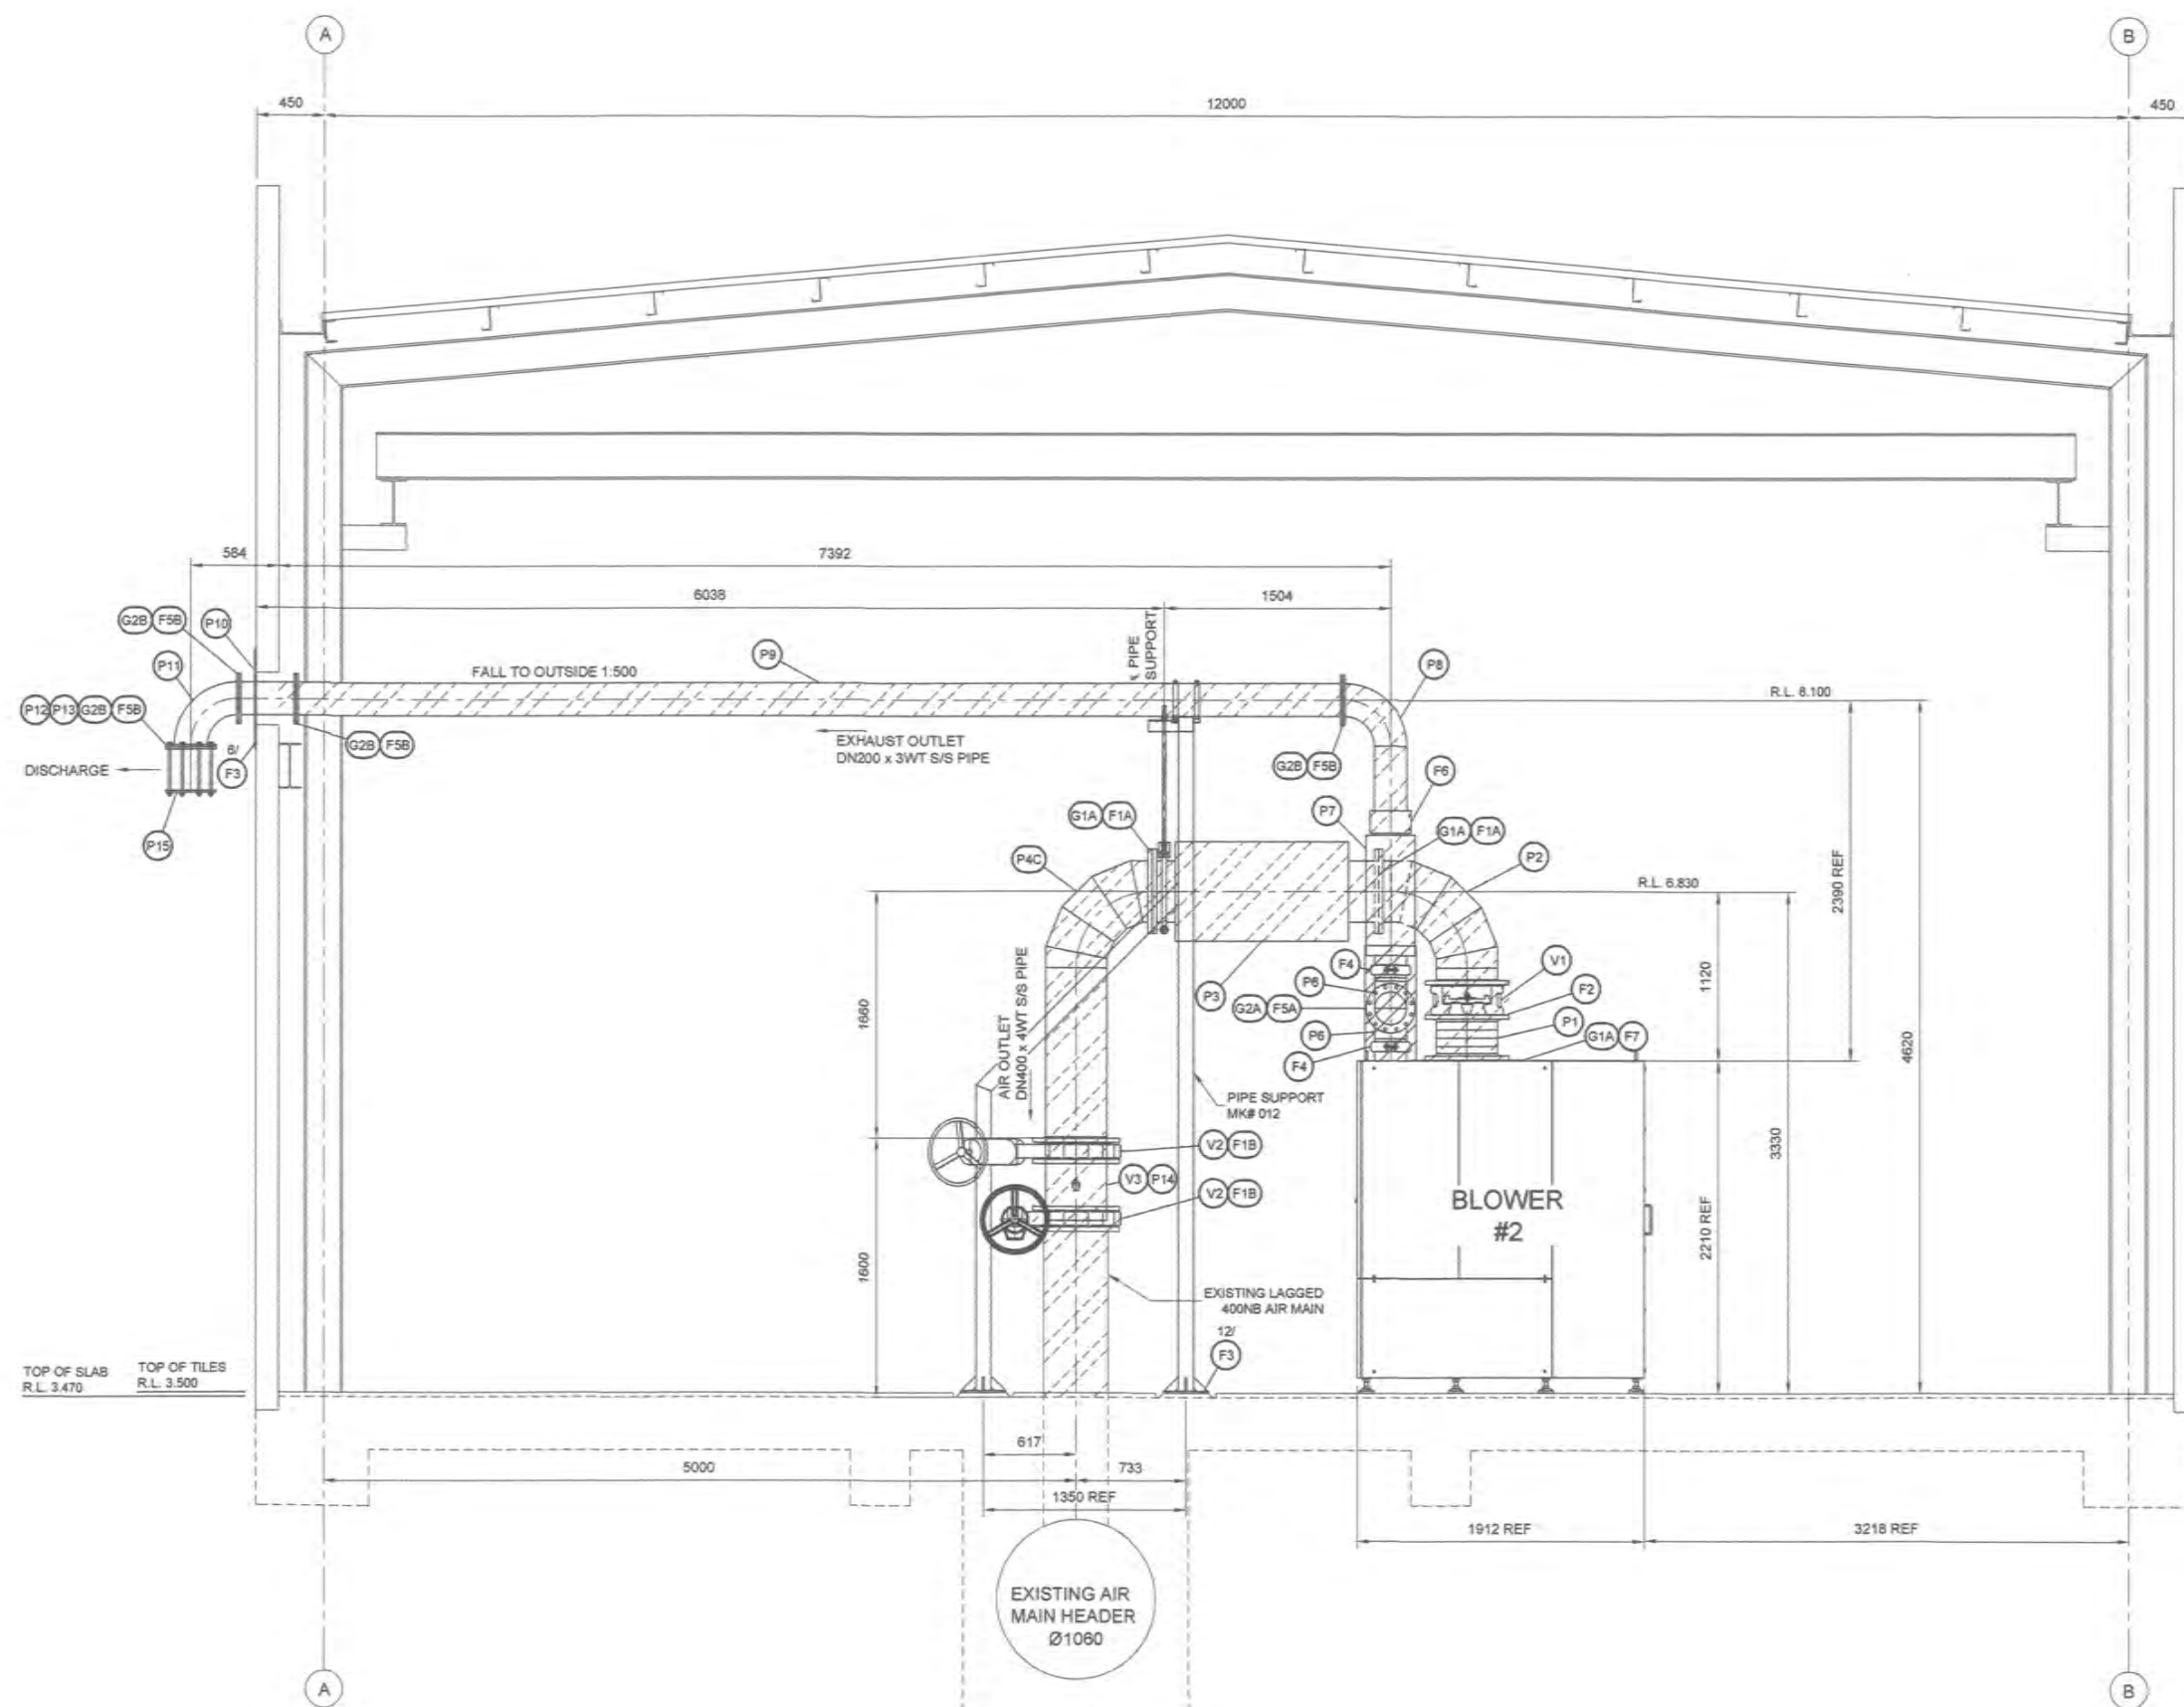 A
B
450
12000
450
584
7392
6038
1504
PIPE
SUPPORT
G2B F5B
P10
P11
P12 P13 G2B F5B
6/
F3
DISCHARGE
P15
G2B F5B
FALL TO OUTSIDE 1:500
P9
EXHAUST OUTLET
DN200 x 3WT S/S PIPE
P8
G2B F5B
F6
P7
G1A F1A
G1A F1A
P4C
P2
R.L. 8.100
R.L. 6.830
2390 REF
1120
4620
3330
2210 REF
F4
P6
G2A F5A
P6
F4
P3
V1
F2
P1
G1A F7
1660
1600
AIR OUTLET
DN400 x 4WT S/S PIPE
PIPE SUPPORT
MK# 012
V2 F1B
V3 P14
V2 F1B
BLOWER
#2
EXISTING LAGGED
400NB AIR MAIN
12/
F3
TOP OF SLAB
R.L. 3.470
TOP OF TILES
R.L. 3.500
617
5000
733
1350 REF
1912 REF
3218 REF
EXISTING AIR
MAIN HEADER
Ø1060
A
B